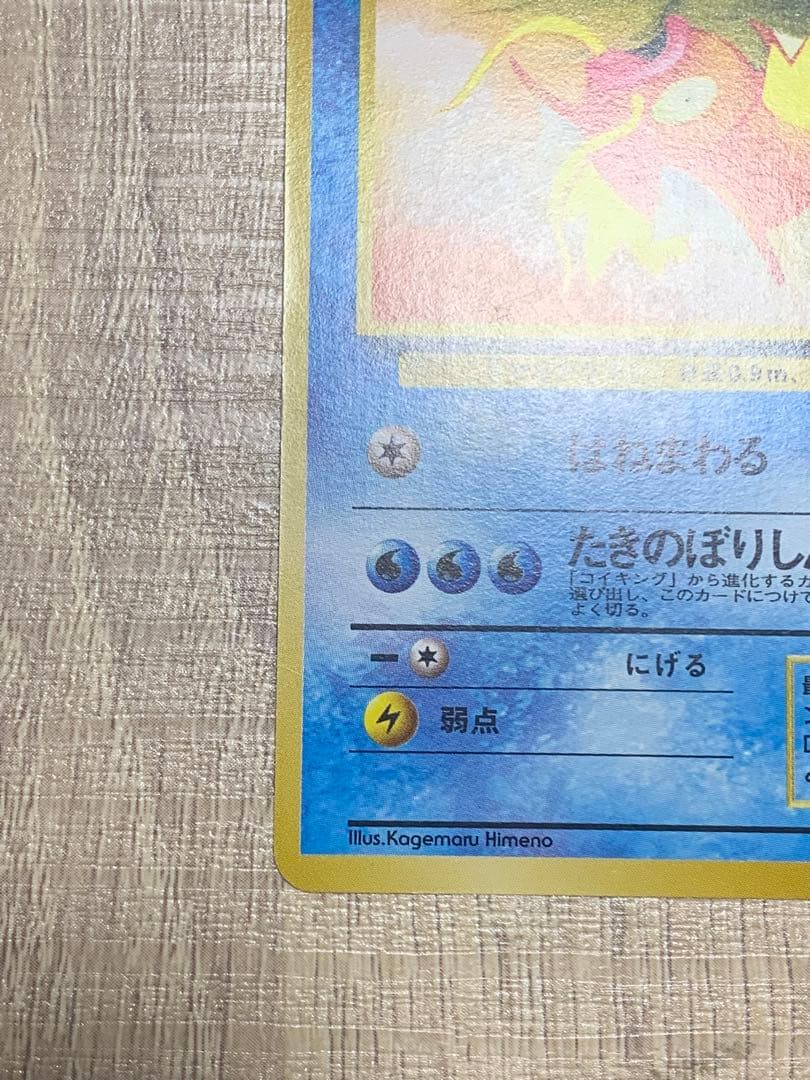 0.9m、
はねまわる
たきのぼりし
「コイキング」から進化するカ
選び出し、このカードにつけて
よく切る。
にげる
弱点
Illus.Kagemaru Himeno